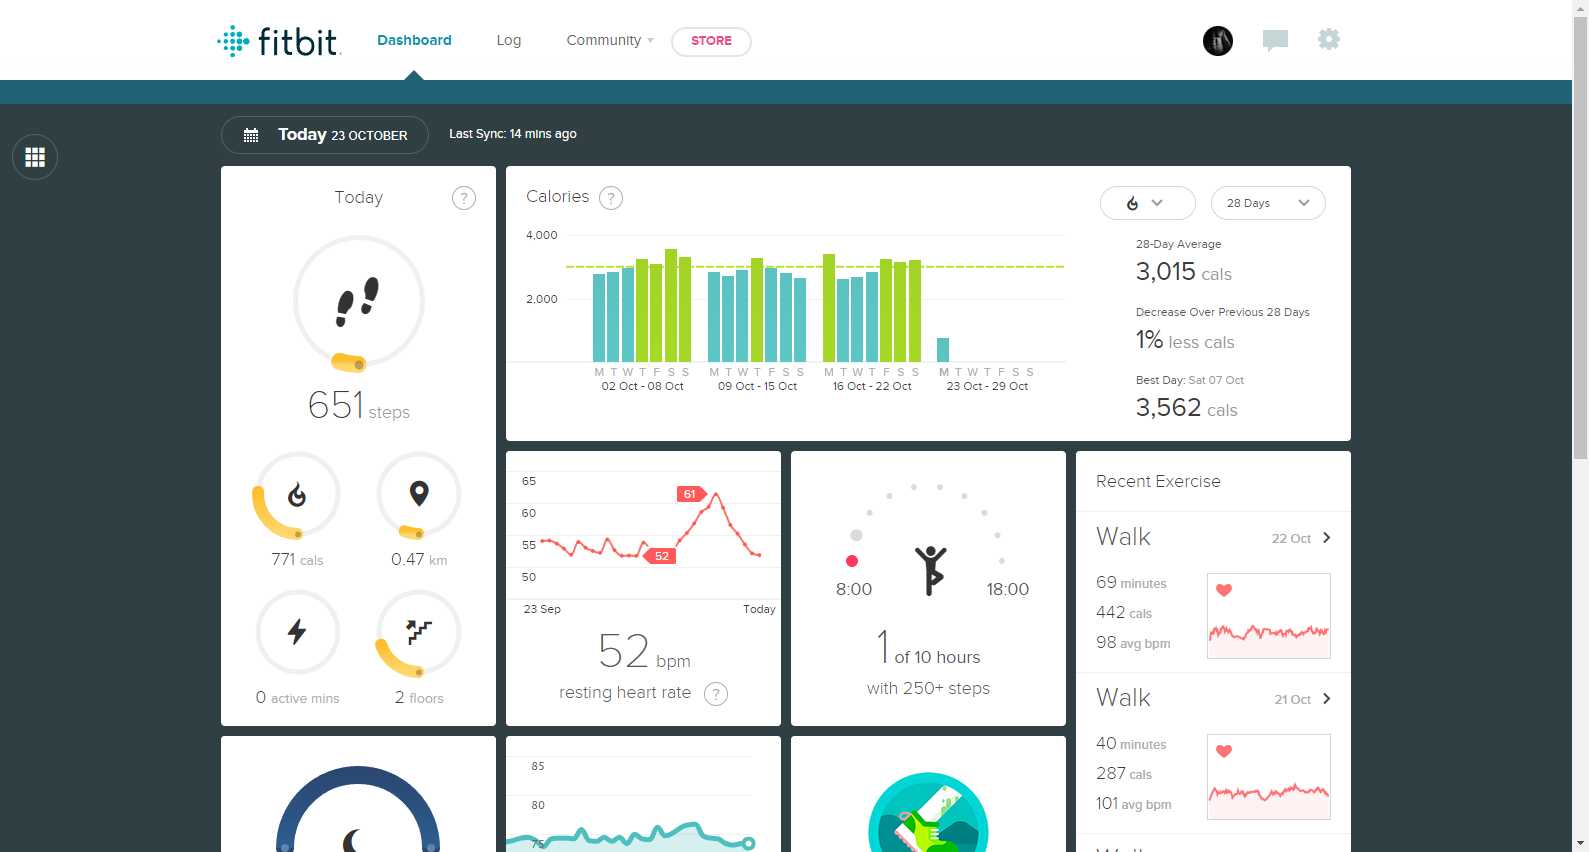 fitbit.
Dashboard
Log
Community
STORE
Today 23 OCTOBER
Last Sync: 14 mins ago
Today
?
651 steps
771 cals
0.47 km
0 active mins
2 floors
Calories ?
28 Days
4,000
2,000
M T W T F S S
M T W T F S S
M T W T F S S
M T W T F S S
02 Oct - 08 Oct
09 Oct - 15 Oct
16 Oct - 22 Oct
23 Oct - 29 Oct
28-Day Average
3,015 cals
Decrease Over Previous 28 Days
1% less cals
Best Day: Sat 07 Oct
3,562 cals
65
60
55
50
61
52
23 Sep
Today
52 bpm
resting heart rate ?
8:00
18:00
1 of 10 hours
with 250+ steps
Recent Exercise
Walk
22 Oct
69 minutes
442 cals
98 avg bpm
Walk
21 Oct
40 minutes
287 cals
101 avg bpm
85
80
75